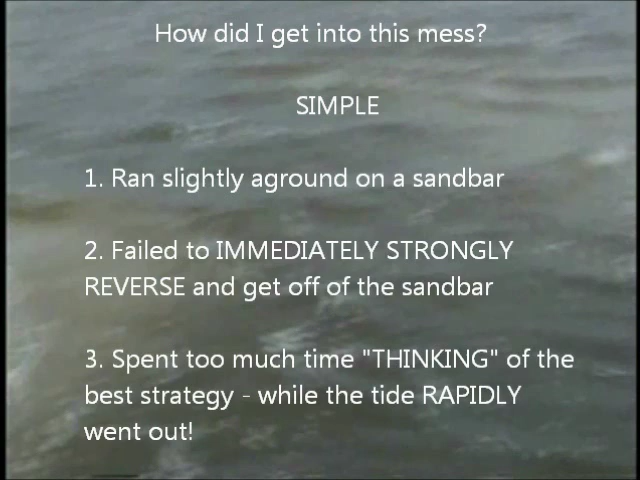 How did I get into this mess?
SIMPLE
1. Ran slightly aground on a sandbar
2. Failed to IMMEDIATELY STRONGLY
REVERSE and get off of the sandbar
3. Spent too much time "THINKING" of the
best strategy - while the tide RAPIDLY
went out!